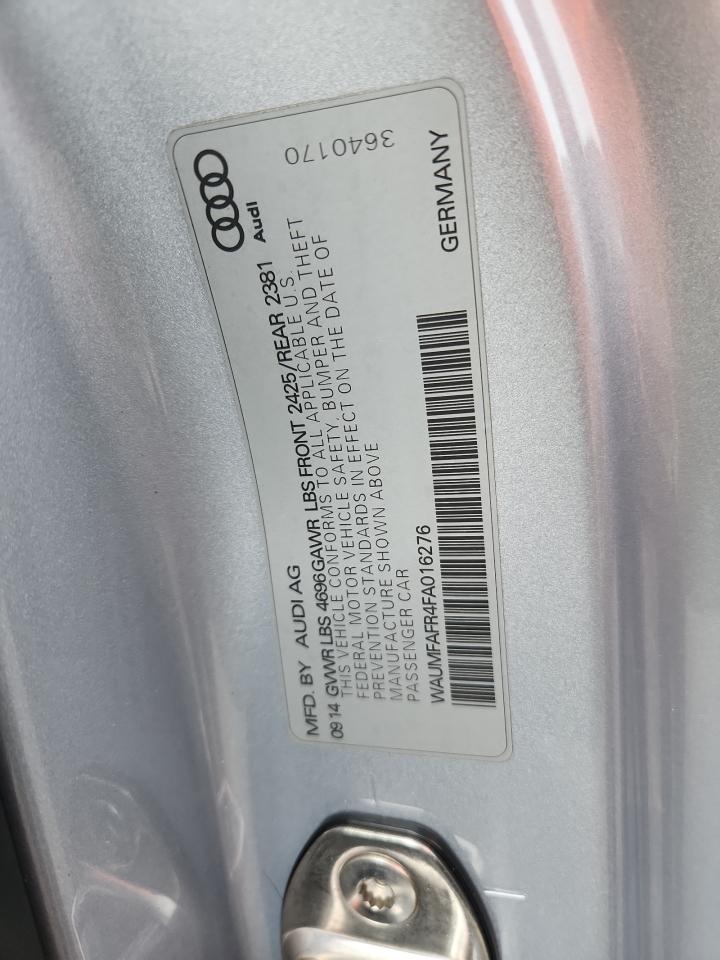 MFD. BY AUDI AG
Audi
09 14 GVWR LBS 4696 GAWR LBS FRONT 2425/REAR 2381
THIS VEHICLE CONFORMS TO ALL APPLICABLE U.S.
FEDERAL MOTOR VEHICLE SAFETY, BUMPER AND THEFT
PREVENTION STANDARDS IN EFFECT ON THE DATE OF
MANUFACTURE SHOWN ABOVE
PASSENGER CAR
WAUMFAFR4FA016276
GERMANY
3640170